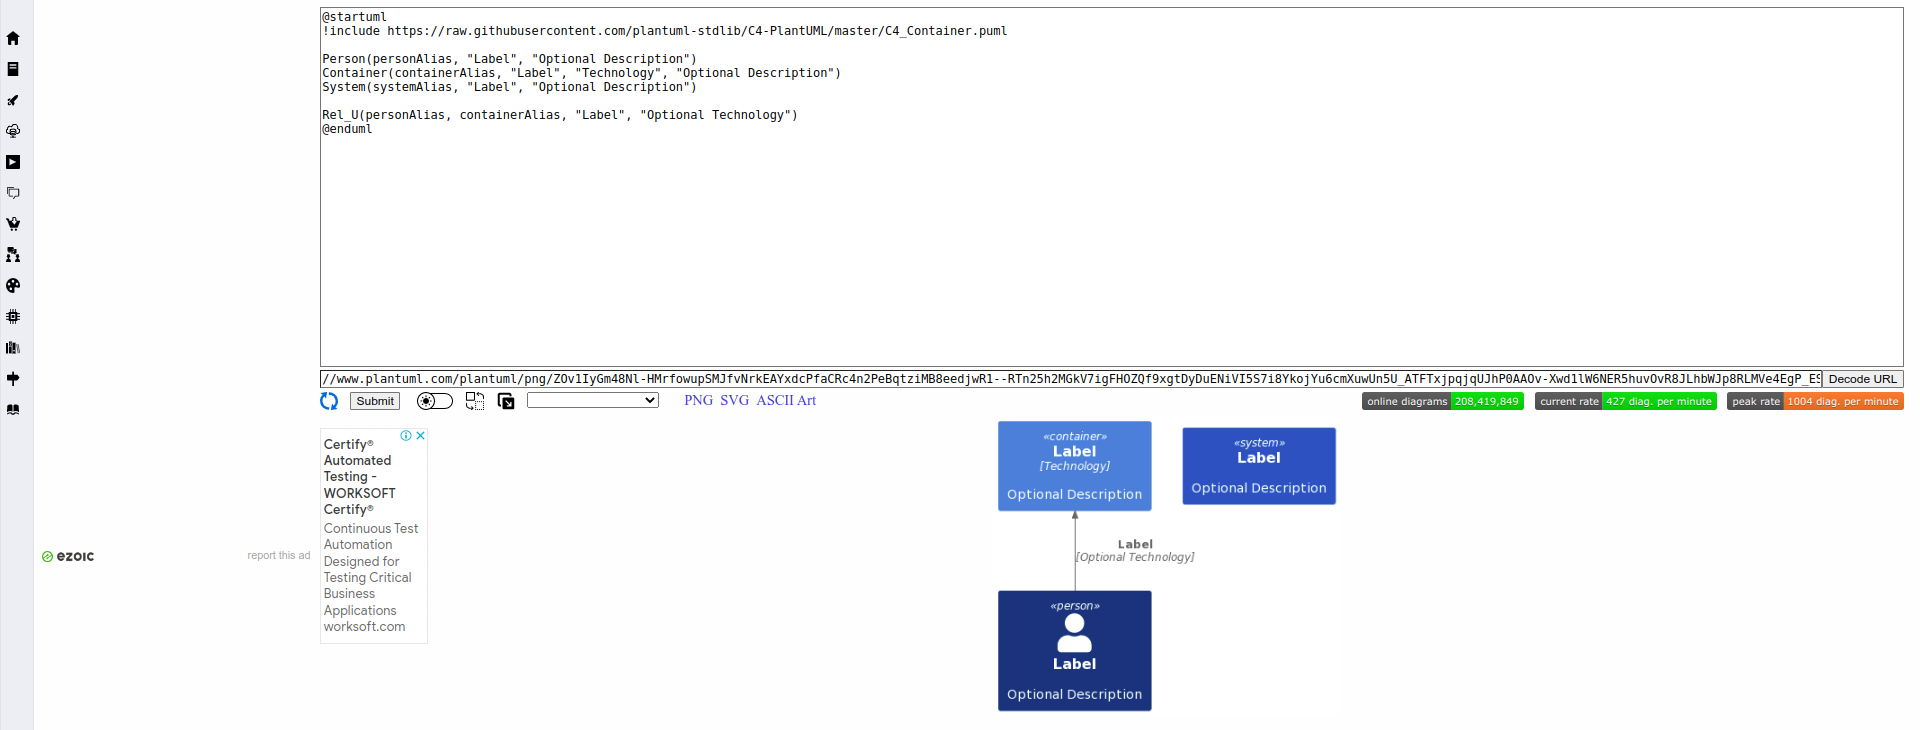 @startuml
!include https://raw.githubusercontent.com/plantuml-stdlib/C4-PlantUML/master/C4_Container.puml
Person(personAlias, "Label", "Optional Description")
Container(containerAlias, "Label", "Technology", "Optional Description")
System(systemAlias, "Label", "Optional Description")
Rel_U(personAlias, containerAlias, "Label", "Optional Technology")
@enduml
//www.plantuml.com/plantuml/png/ZOv1IyGm48Nl-HMrfowupSMJfvNrkEAYxdcPfaCRc4n2PeBqtziMB8eedjwR1--RTn25h2MGkV7igFHOZQf9xgtDyDuENiVI5S7i8YkojYu6cmXuwUn5U_ATFTxjpqjqUJhP0AAOv-Xwd1lW6NER5huvOvR8JLhbWJp8RLMVe4EgP_ES Decode URL
Submit PNG SVG ASCII Art online diagrams 208,419,849 current rate 427 diag. per minute peak rate 1004 diag. per minute
Certify®
Automated
Testing -
WORKSOFT
Certify®
Continuous Test
Automation
Designed for
Testing Critical
Business
Applications
worksoft.com
ezoic report this ad
«container»
Label
[Technology]
Optional Description
«system»
Label
Optional Description
Label
[Optional Technology]
«person»
Label
Optional Description